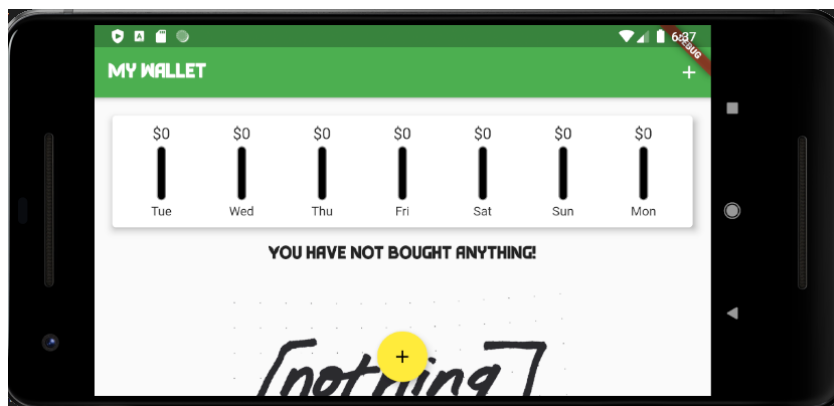 6:37
DEBUG
MY WALLET
+
$0 $0 $0 $0 $0 $0 $0
Tue Wed Thu Fri Sat Sun Mon
YOU HAVE NOT BOUGHT ANYTHING!
+
[nothing]